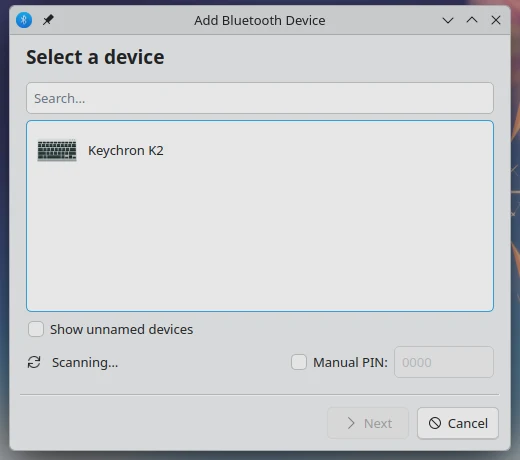 Add Bluetooth Device
Select a device
Search...
Keychron K2
Show unnamed devices
Scanning...
Manual PIN: 0000
Next Cancel